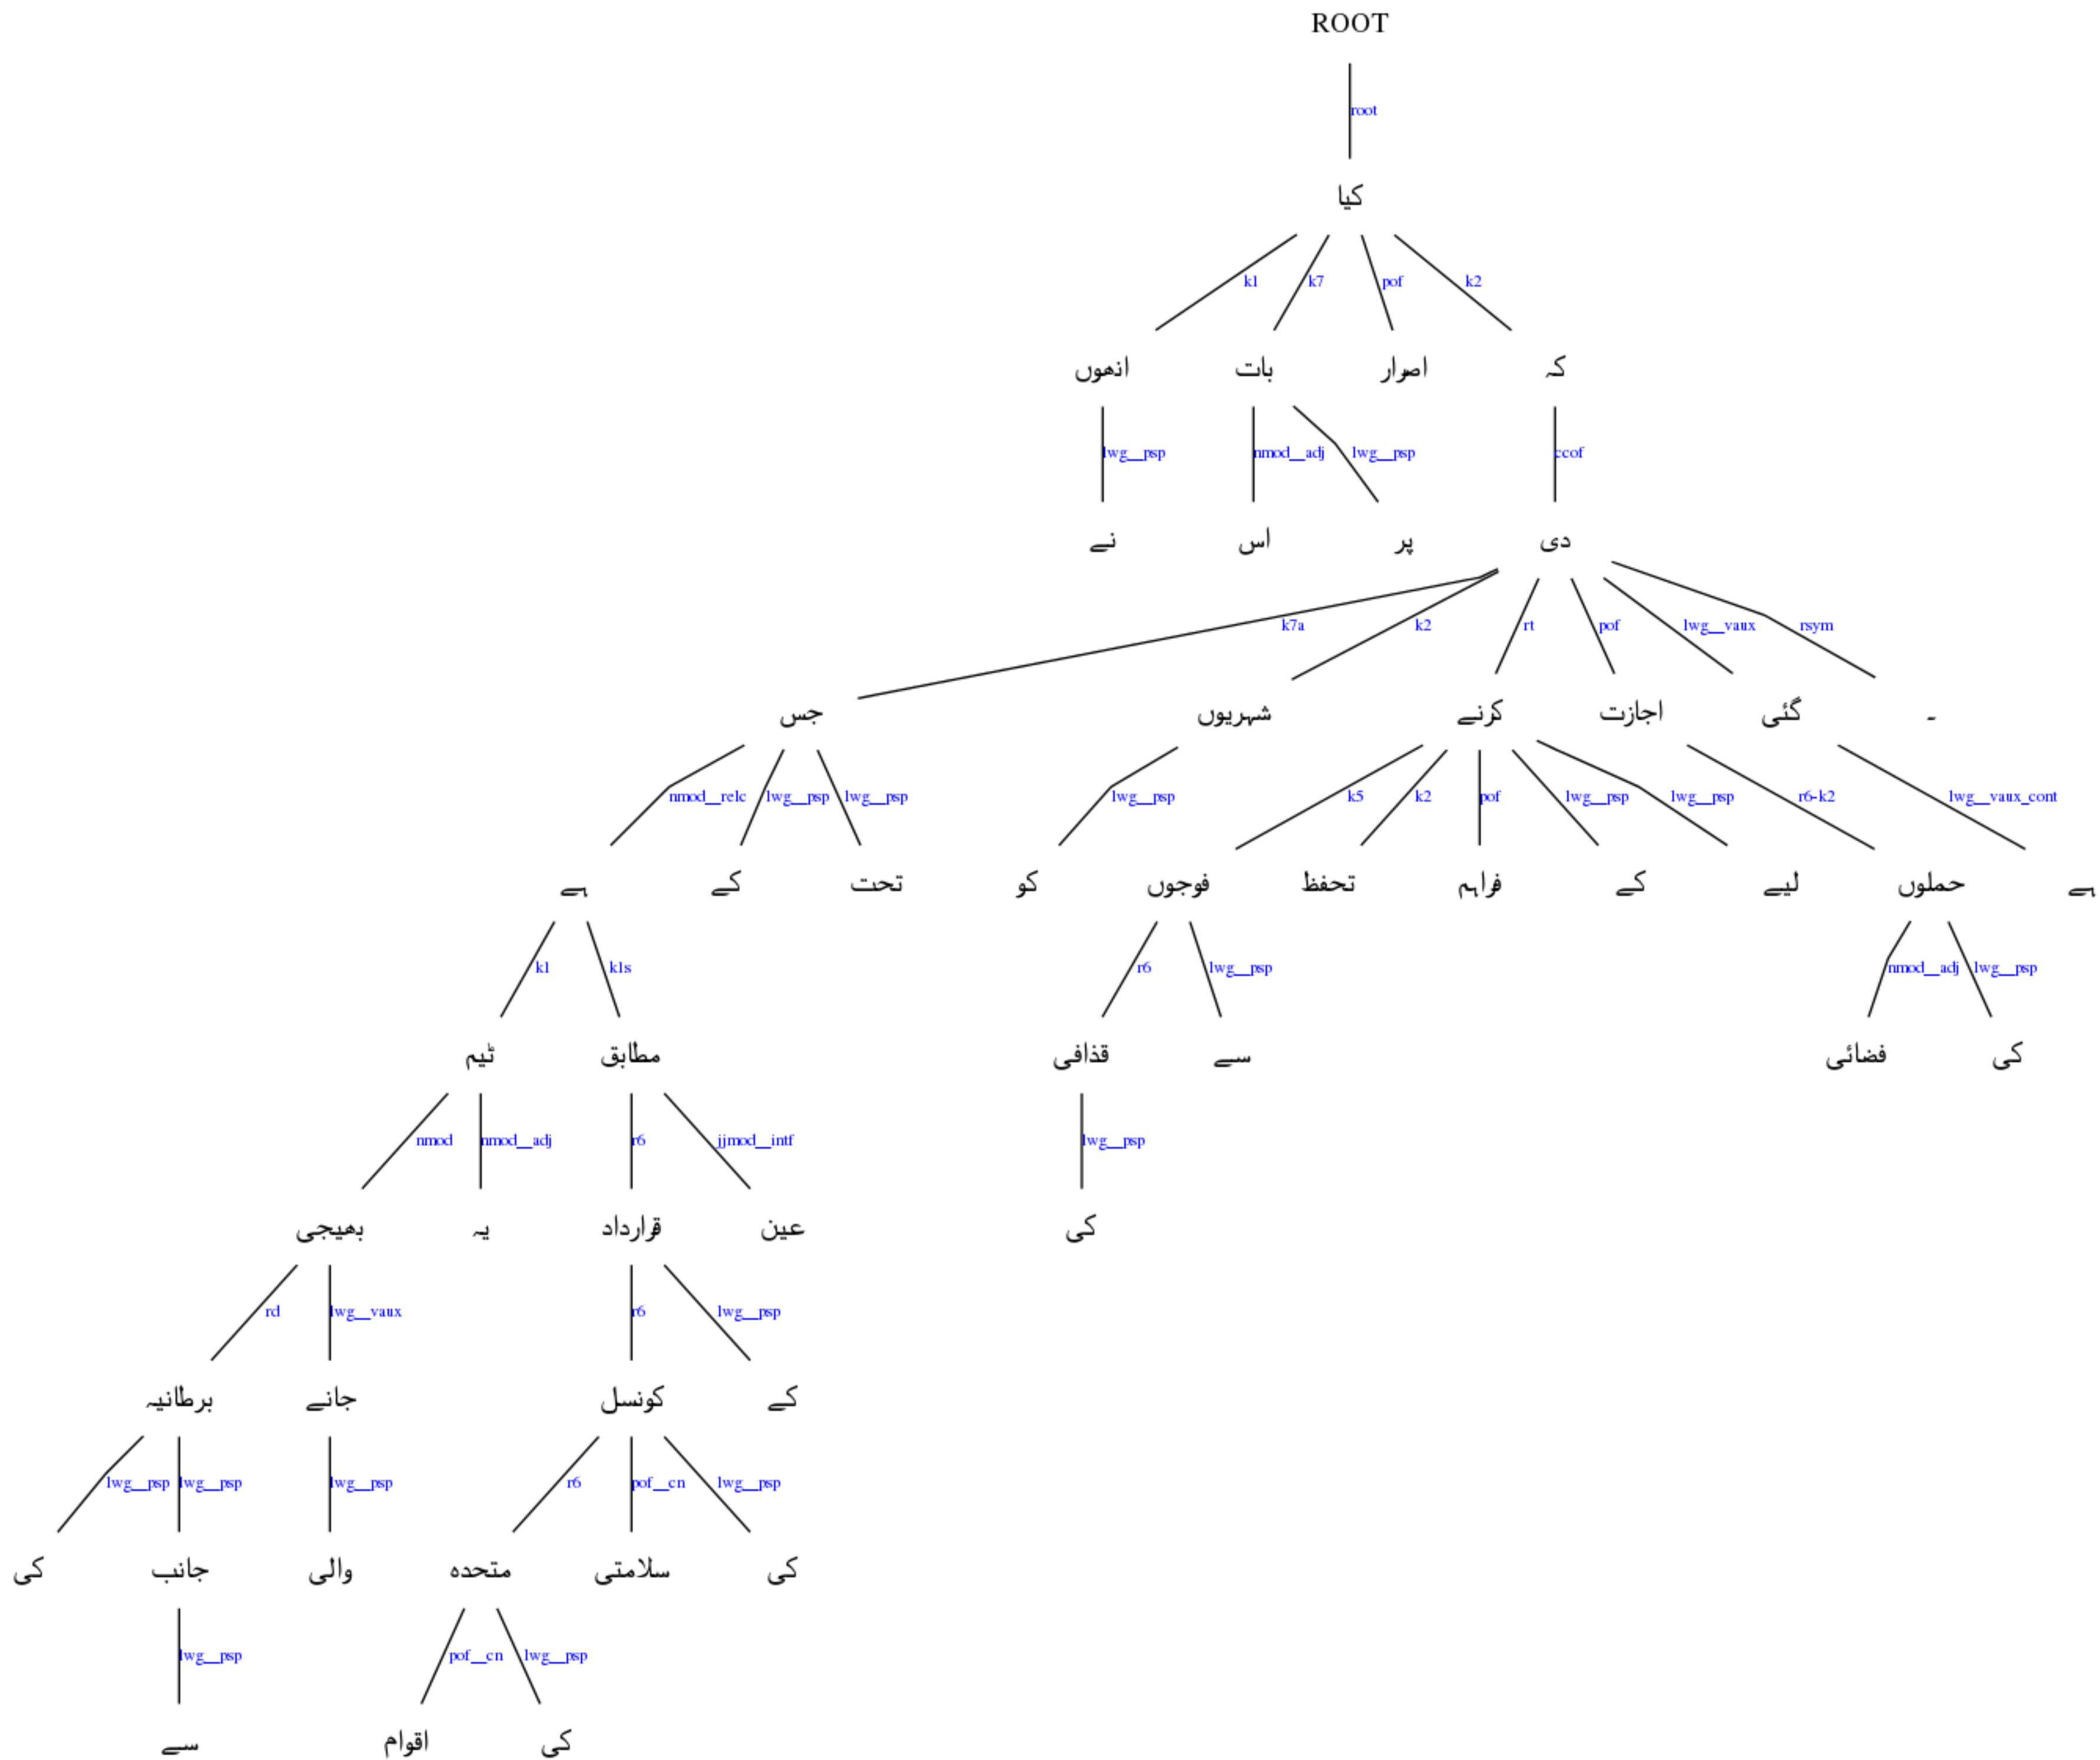 ROOT
root
کیا
k1 k7 pof k2
انھوں بات اصرار کہ
lwg__psp nmod__adj lwg__psp ccof
نے اس پر دی
k7a k2 rt pof lwg__vaux rsym
جس شہریوں کرنے اجازت گئی ۔
nmod__relc lwg__psp lwg__psp lwg__psp k5 k2 pof lwg__psp lwg__psp r6-k2 lwg__vaux_cont
ہے کے تحت کو فوجوں تحفظ فراہم کے لیے حملوں ہے
k1 k1s r6 lwg__psp nmod__adj lwg__psp
ٹیم مطابق قذافی سے فضائی کی
nmod nmod__adj r6 jjmod__intf lwg__psp
بھیجی یہ قرارداد عین کی
rd lwg__vaux r6 lwg__psp
برطانیہ جانے کونسل کے
lwg__psp lwg__psp lwg__psp r6 pof__cn lwg__psp
کی جانب والی متحدہ سلامتی کی
lwg__psp pof__cn lwg__psp
سے اقوام کی